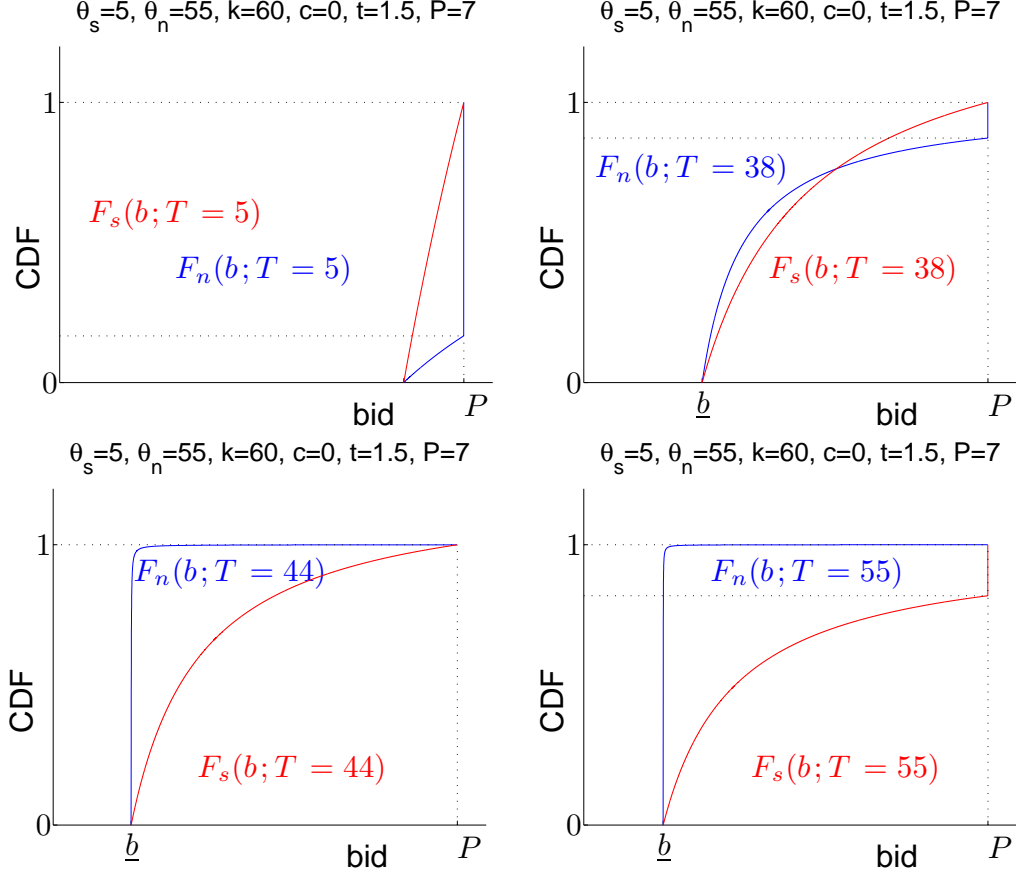 θs=5, θn=55, k=60, c=0, t=1.5, P=7
1
Fs(b; T = 5)
Fn(b; T = 5)
CDF
0
bid
P
θs=5, θn=55, k=60, c=0, t=1.5, P=7
1
Fn(b; T = 38)
Fs(b; T = 38)
CDF
0
b
bid
P
θs=5, θn=55, k=60, c=0, t=1.5, P=7
1
Fn(b; T = 44)
CDF
Fs(b; T = 44)
0
b
bid
P
θs=5, θn=55, k=60, c=0, t=1.5, P=7
1
Fn(b; T = 55)
CDF
Fs(b; T = 55)
0
b
bid
P